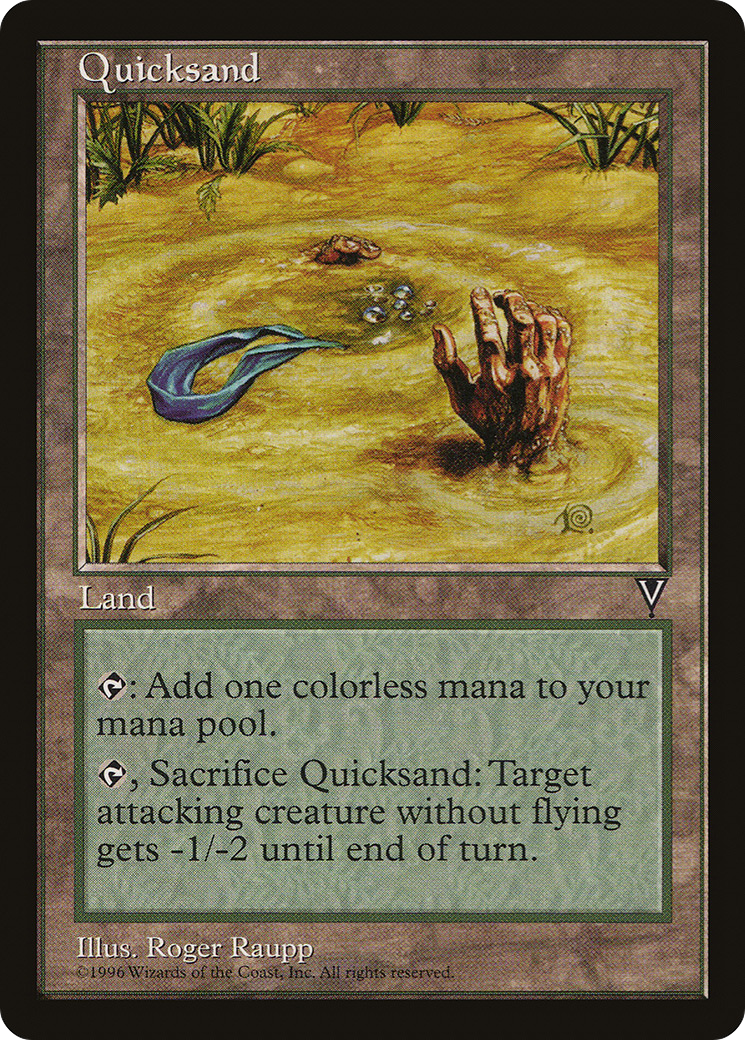 Quicksand
Land
V
: Add one colorless mana to your
mana pool.
, Sacrifice Quicksand: Target
attacking creature without flying
gets -1/-2 until end of turn.
Illus. Roger Raupp
©1996 Wizards of the Coast, Inc. All rights reserved.